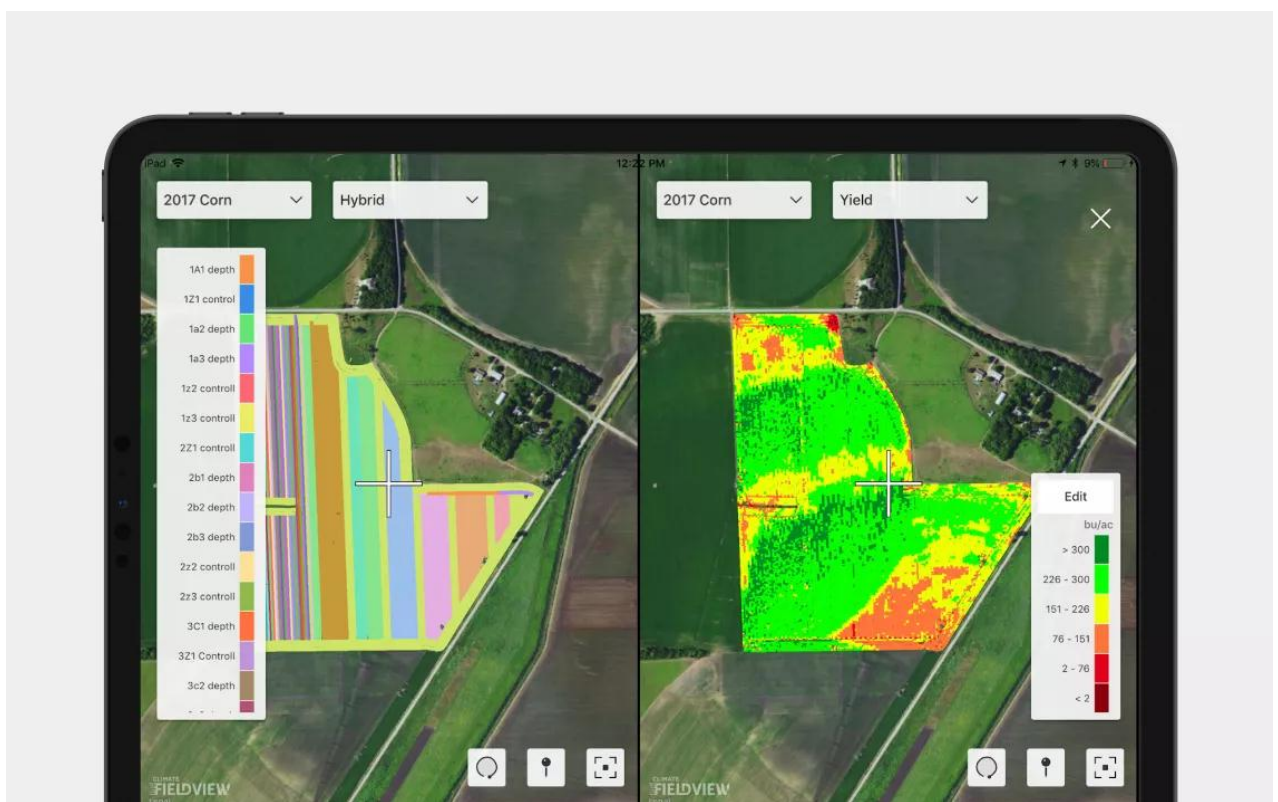 iPad
12:22 PM
9%
2017 Corn
Hybrid
2017 Corn
Yield
1A1 depth
1Z1 control
1a2 depth
1a3 depth
1z2 controll
1z3 controll
2Z1 controll
2b1 depth
2b2 depth
2b3 depth
2z2 controll
2z3 controll
3C1 depth
3Z1 Controll
3c2 depth
Edit
bu/ac
> 300
226 - 300
151 - 226
76 - 151
2 - 76
< 2
CLIMATE
FIELDVIEW
CLIMATE
FIELDVIEW